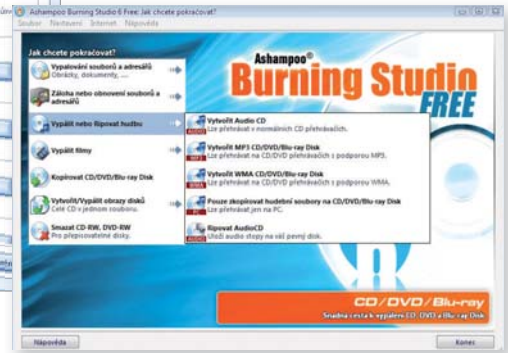 Ashampoo Burning Studio 6 Free: Jak chcete pokračovat?
Soubor Nastavení Internet Nápověda
Jak chcete pokračovat?
Vypalování souborů a adresářů
Obrázky, dokumenty, ...
Záloha nebo obnovení souborů a
adresářů
Vypálit nebo Ripovat hudbu
Vypálit filmy
Kopírovat CD/DVD/Blu-ray Disk
Vytvořit/Vypálit obrazy disků
Celé CD v jednom souboru.
Smazat CD-RW, DVD-RW
Pro přepisovatelné disky.
Ashampoo®
Burning Studio
FREE
Vytvořit Audio CD
Lze přehrávat v normálních CD přehrávačích.
AUDIO
Vytvořit MP3 CD/DVD/Blu-ray Disk
Lze přehrávat na CD/DVD přehrávačích s podporou MP3.
MP3
Vytvořit WMA CD/DVD/Blu-ray Disk
Lze přehrávat na CD/DVD přehrávačích s podporou WMA.
WMA
Pouze zkopírovat hudební soubory na CD/DVD/Blu-ray Disk
Lze přehrávat jen na PC.
PC
Ripovat AudioCD
Uloží audio stopy na váš pevný disk.
AUDIO
CD/DVD/Blu-ray
Snadná cesta k vypálení CD, DVD a Blu-ray Disk
Nápověda
Konec